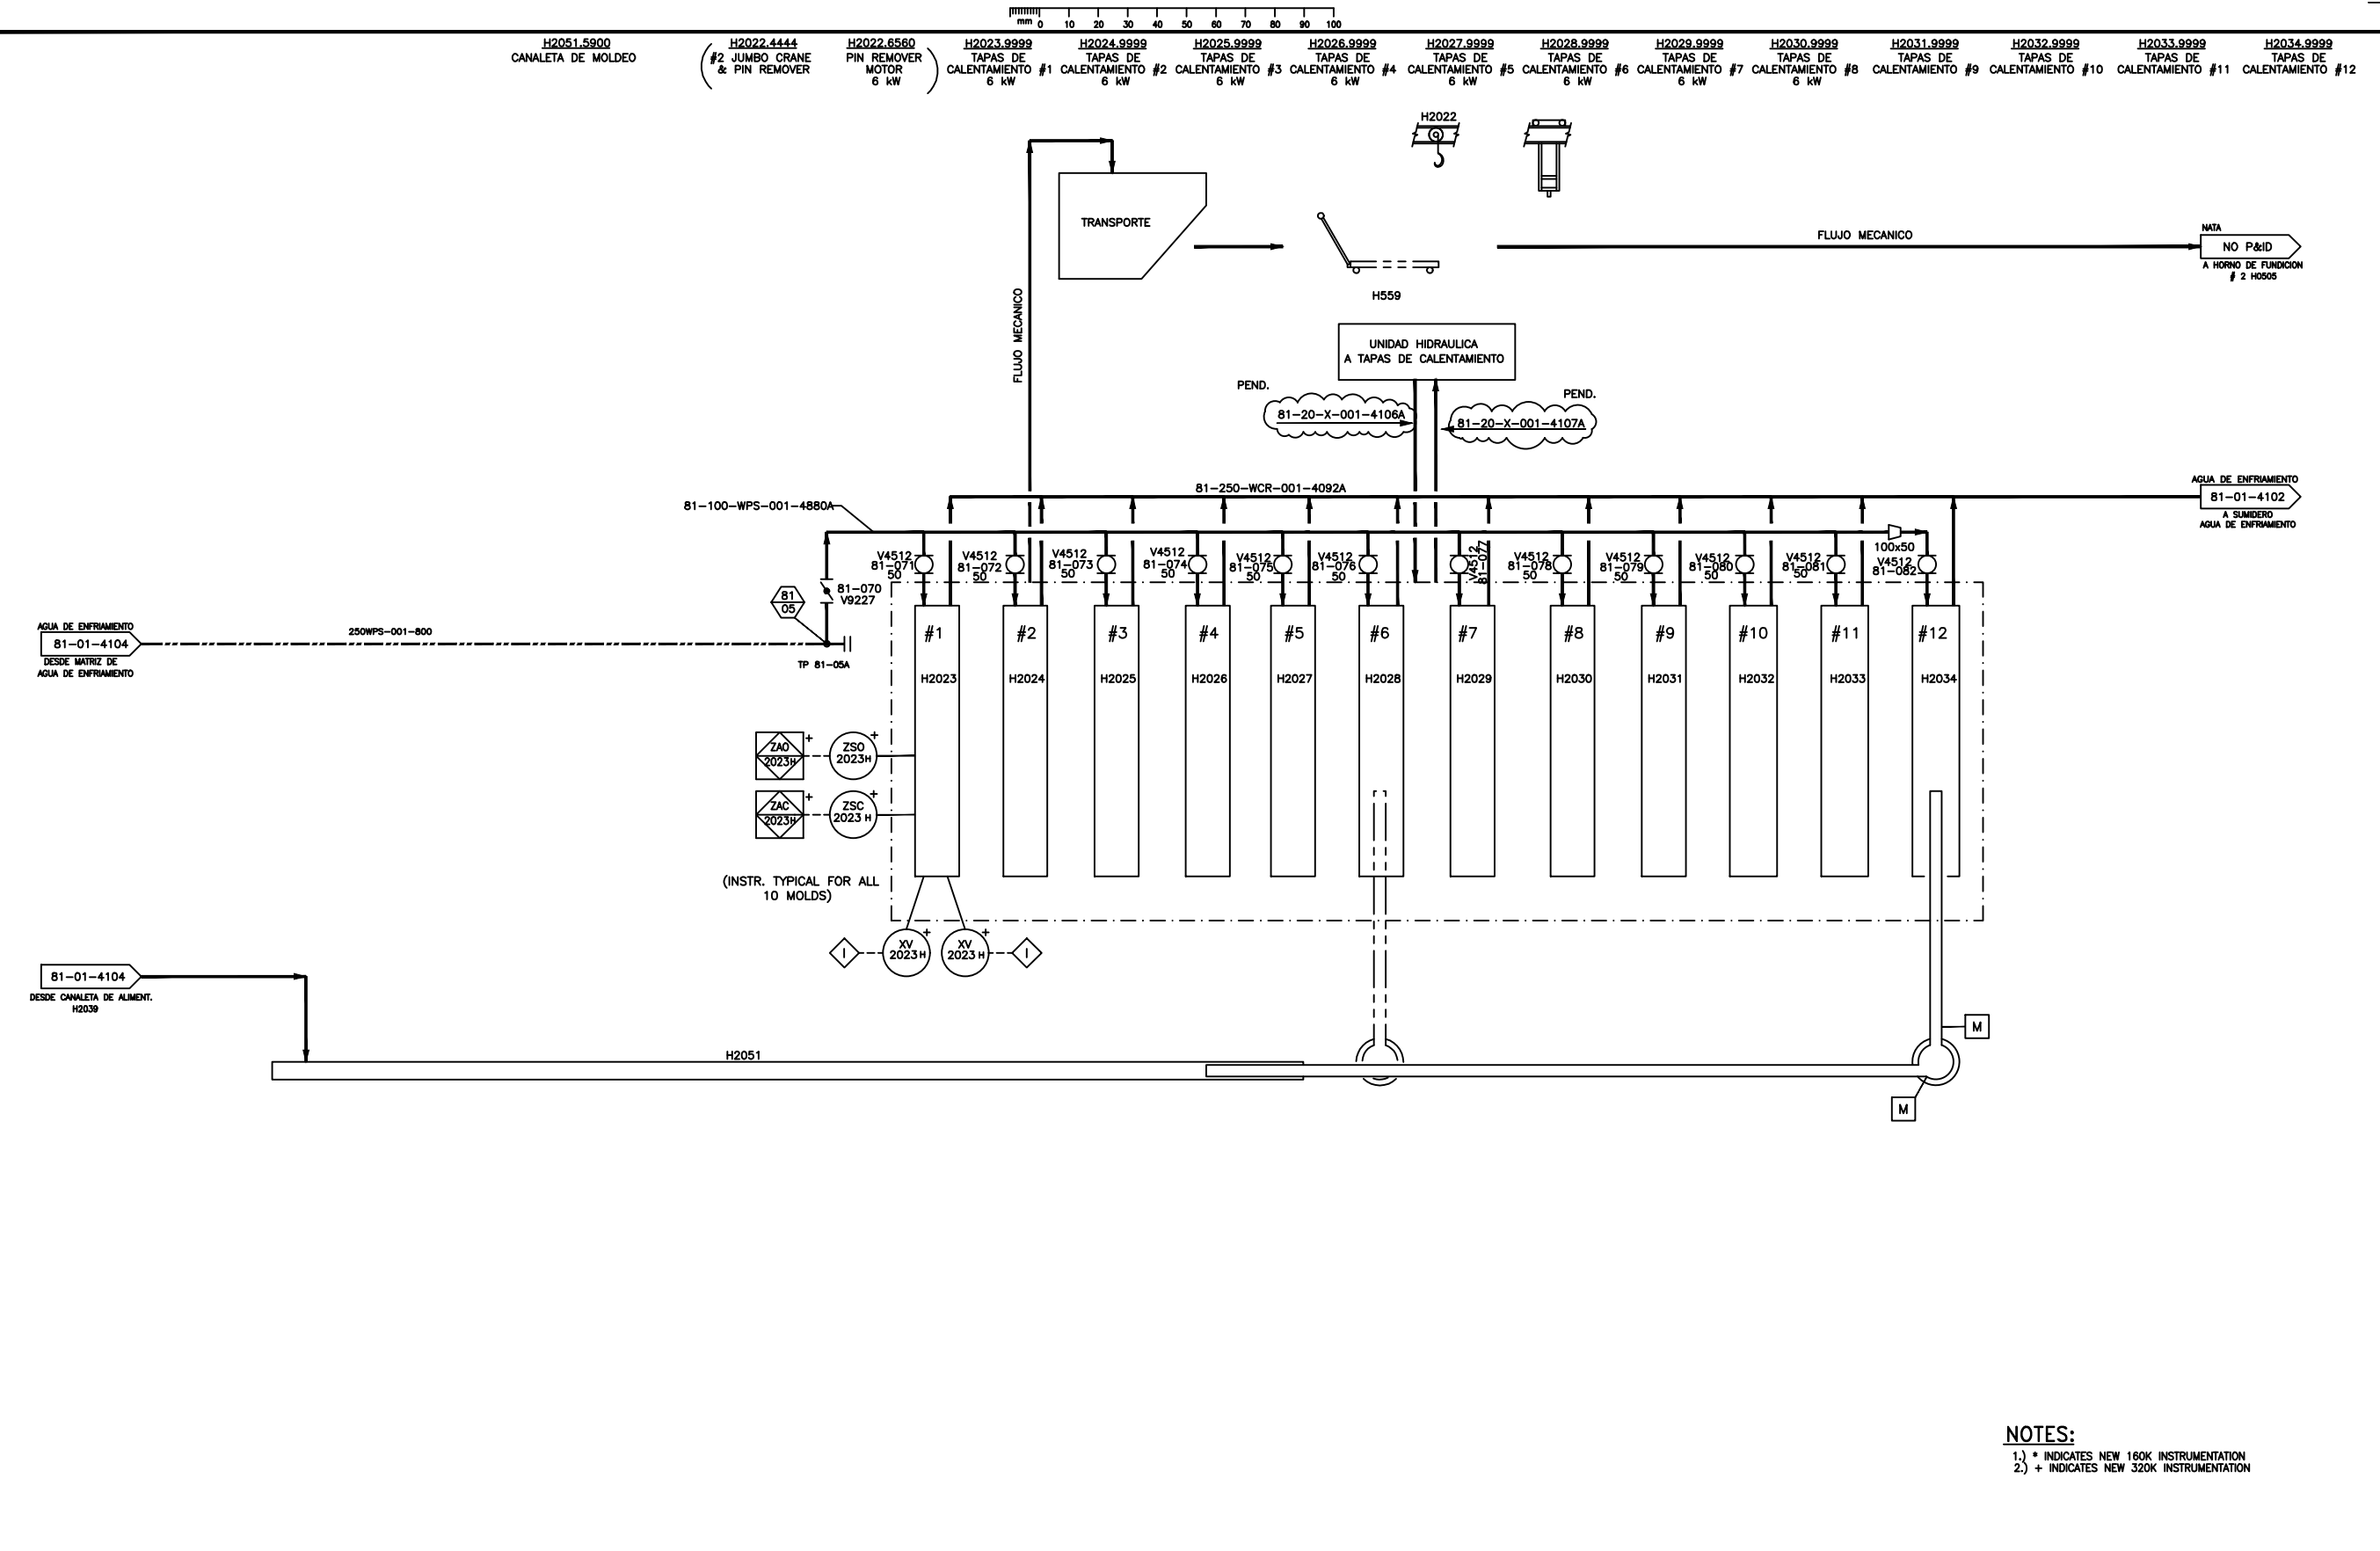 mm 0 10 20 30 40 50 60 70 80 90 100
H2051.5900
CANALETA DE MOLDEO
H2022.4444
#2 JUMBO CRANE
& PIN REMOVER
H2022.6560
PIN REMOVER
MOTOR
6 kW
H2023.9999
TAPAS DE
CALENTAMIENTO #1
6 kW
H2024.9999
TAPAS DE
CALENTAMIENTO #2
6 kW
H2025.9999
TAPAS DE
CALENTAMIENTO #3
6 kW
H2026.9999
TAPAS DE
CALENTAMIENTO #4
6 kW
H2027.9999
TAPAS DE
CALENTAMIENTO #5
6 kW
H2028.9999
TAPAS DE
CALENTAMIENTO #6
6 kW
H2029.9999
TAPAS DE
CALENTAMIENTO #7
6 kW
H2030.9999
TAPAS DE
CALENTAMIENTO #8
6 kW
H2031.9999
TAPAS DE
CALENTAMIENTO #9
H2032.9999
TAPAS DE
CALENTAMIENTO #10
H2033.9999
TAPAS DE
CALENTAMIENTO #11
H2034.9999
TAPAS DE
CALENTAMIENTO #12
H2022
TRANSPORTE
FLUJO MECANICO
H559
FLUJO MECANICO
NATA
NO P&ID
A HORNO DE FUNDICION
# 2 H0505
UNIDAD HIDRAULICA
A TAPAS DE CALENTAMIENTO
PEND.
81-20-X-001-4106A
PEND.
81-20-X-001-4107A
81-250-WCR-001-4092A
AGUA DE ENFRIAMIENTO
81-01-4102
A SUMIDERO
AGUA DE ENFRIAMIENTO
81-100-WPS-001-4880A
100x50
V4512
81-071
50
V4512
81-072
50
V4512
81-073
50
V4512
81-074
50
V4512
81-075
50
V4512
81-076
50
V4512
81-077
V4512
81-078
50
V4512
81-079
50
V4512
81-080
50
V4512
81-081
50
V4512
81-082
81
05
81-070
V9227
AGUA DE ENFRIAMIENTO
81-01-4104
DESDE MATRIZ DE
AGUA DE ENFRIAMIENTO
250WPS-001-800
TP 81-05A
#1
#2
#3
#4
#5
#6
#7
#8
#9
#10
#11
#12
H2023
H2024
H2025
H2026
H2027
H2028
H2029
H2030
H2031
H2032
H2033
H2034
ZAO
2023H
+
ZSO
2023H
+
ZAC
2023H
+
ZSC
2023 H
+
(INSTR. TYPICAL FOR ALL
10 MOLDS)
I
XV
2023 H
+
XV
2023 H
+
I
81-01-4104
DESDE CANALETA DE ALIMENT.
H2039
H2051
M
M
NOTES:
1.) * INDICATES NEW 160K INSTRUMENTATION
2.) + INDICATES NEW 320K INSTRUMENTATION